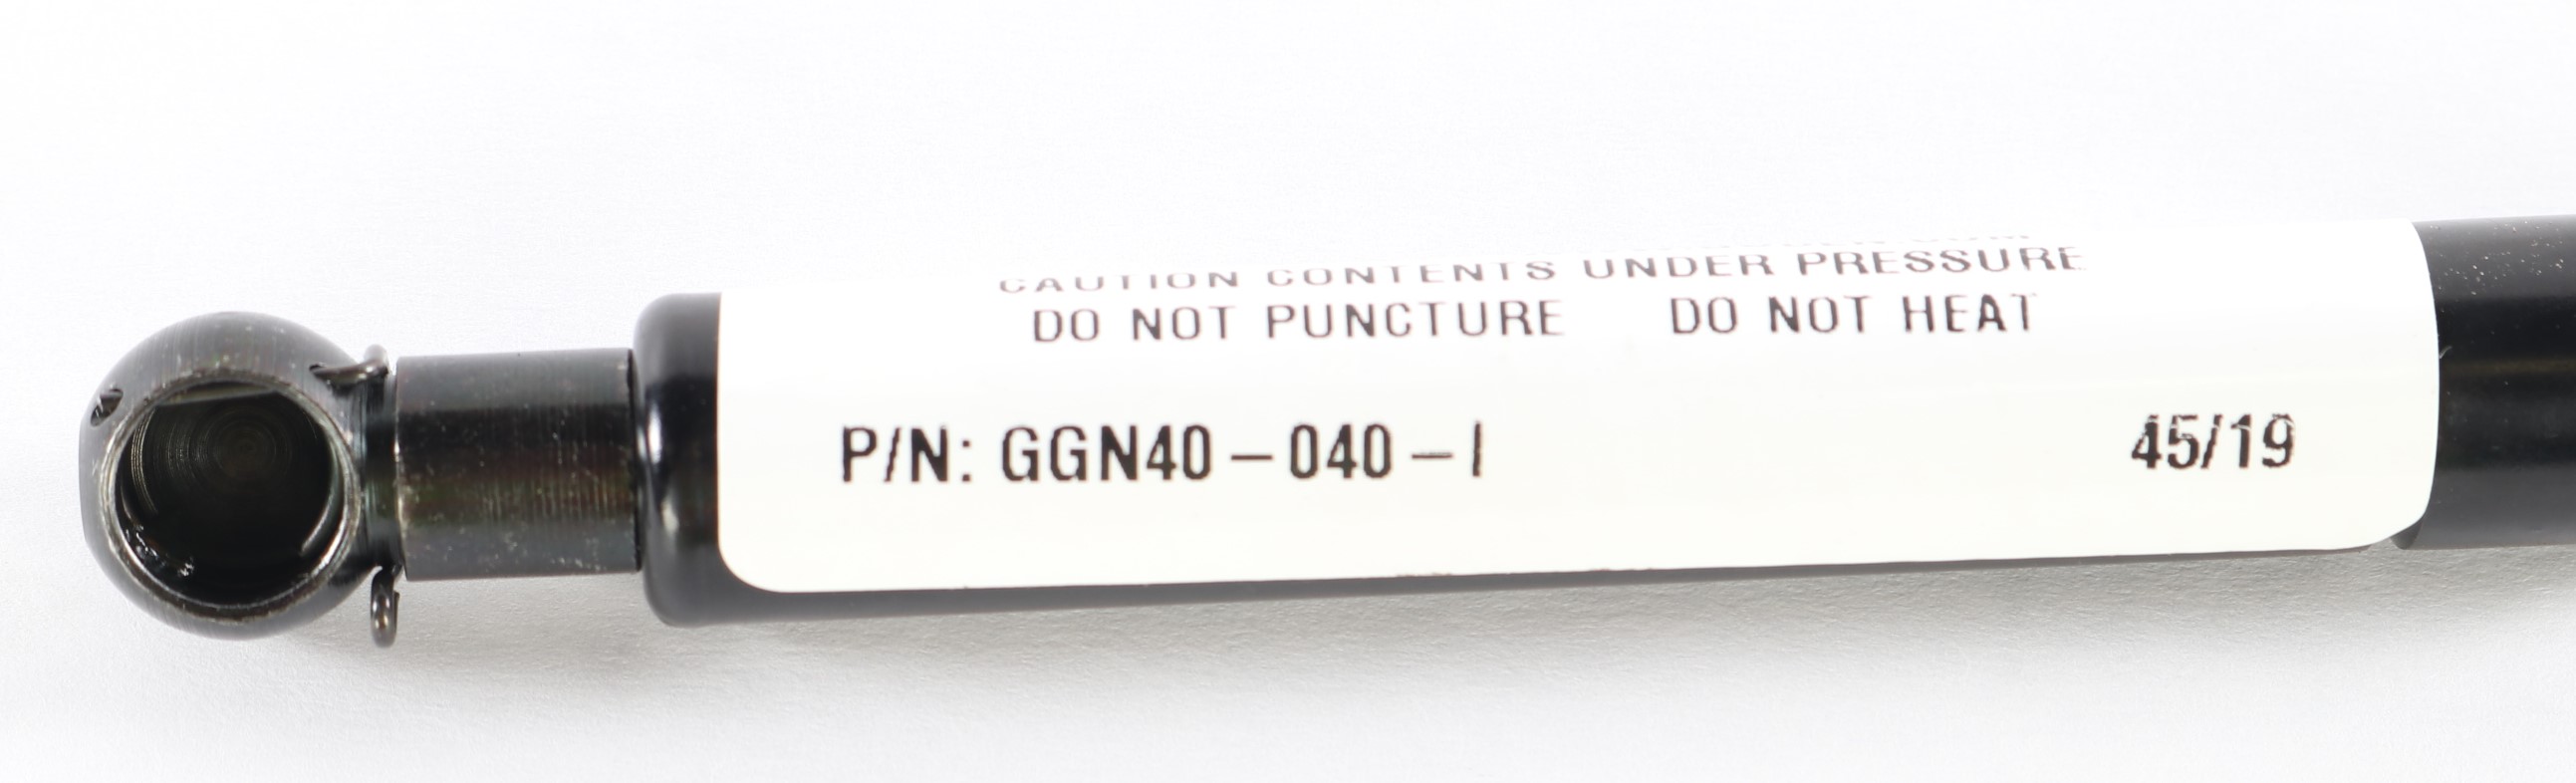 CAUTION CONTENTS UNDER PRESSURE
DO NOT PUNCTURE DO NOT HEAT
P/N: GGN40-040-I 45/19